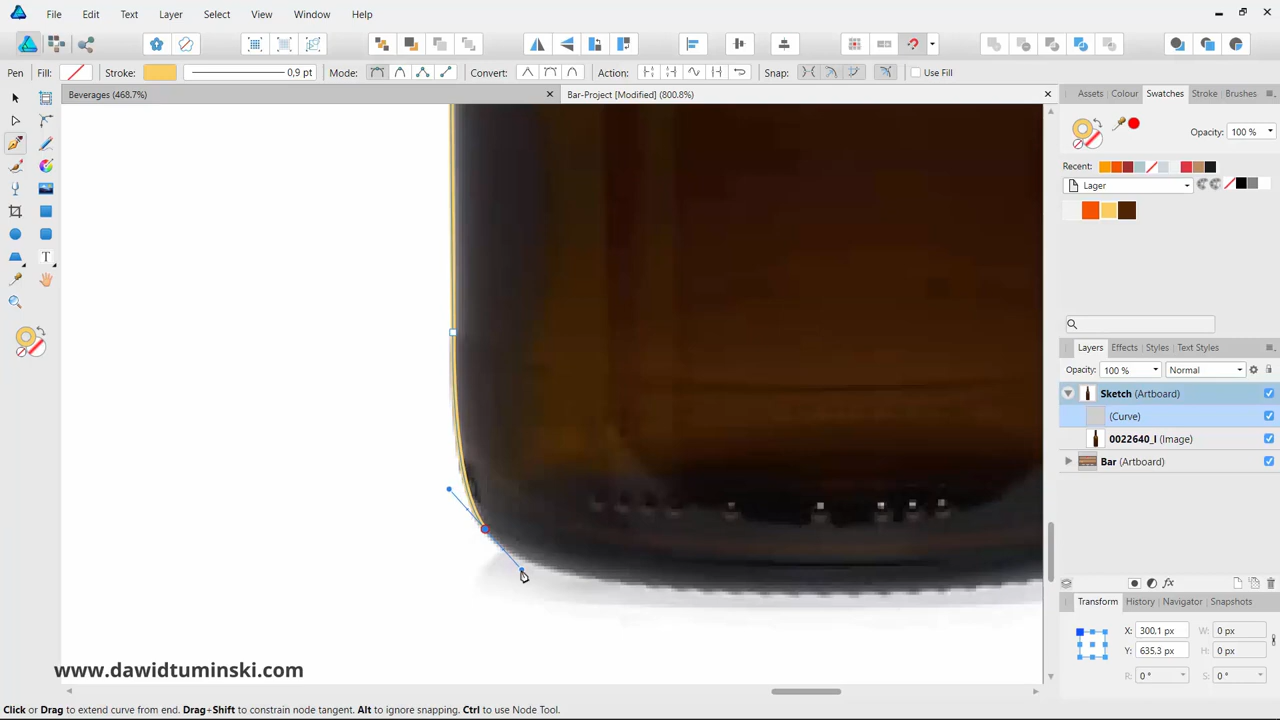 File Edit Text Layer Select View Window Help
Pen Fill: Stroke: 0,9 pt Mode: Convert: Action: Snap: Use Fill
Beverages (468.7%)
Bar-Project [Modified] (800.8%)
Assets Colour Swatches Stroke Brushes
Opacity: 100 %
Recent:
Lager
Layers Effects Styles Text Styles
Opacity: 100 % Normal
Sketch (Artboard)
(Curve)
0022640_l (Image)
Bar (Artboard)
fx
Transform History Navigator Snapshots
X: 300,1 px W: 0 px
Y: 635,3 px H: 0 px
R: 0 ° S: 0 °
T
www.dawidtuminski.com
Click or Drag to extend curve from end. Drag+Shift to constrain node tangent. Alt to ignore snapping. Ctrl to use Node Tool.